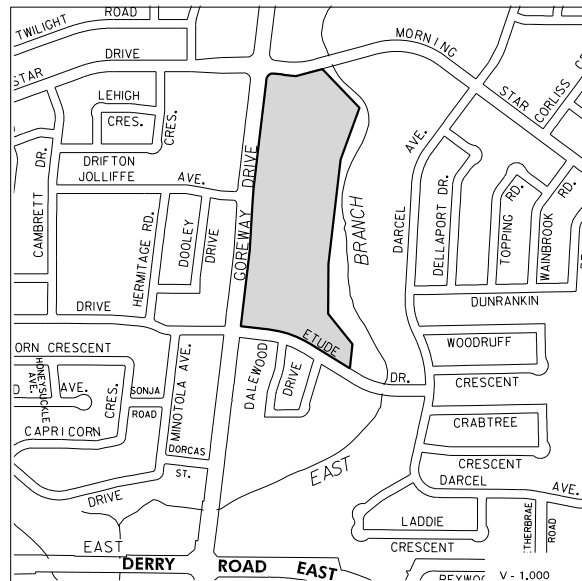 TWILIGHT ROAD
STAR DRIVE
MORNING STAR
CORLISS
LEHIGH CRES.
CRES.
DRIFTON
JOLLIFFE AVE.
CAMBRETT DR.
HERMITAGE RD.
DOOLEY DRIVE
GOREWAY DRIVE
BRANCH
DARCEL AVE.
DELLAPORT DR.
TOPPING RD.
WAINBROOK RD.
DRIVE
DUNRANKIN
ETUDE DR.
WOODRUFF
CRESCENT
ORN CRESCENT
HONEYSUCKLE AVE.
AVE.
CRES.
CAPRICORN
SONJA
ROAD
MINOTOLA AVE.
DALEWOOD DRIVE
DORCAS
ST.
CRABTREE
CRESCENT
EAST
DARCEL AVE.
DRIVE
LADDIE
CRESCENT
ETHERBRAE ROAD
EAST
DERRY ROAD EAST
V - 1,000